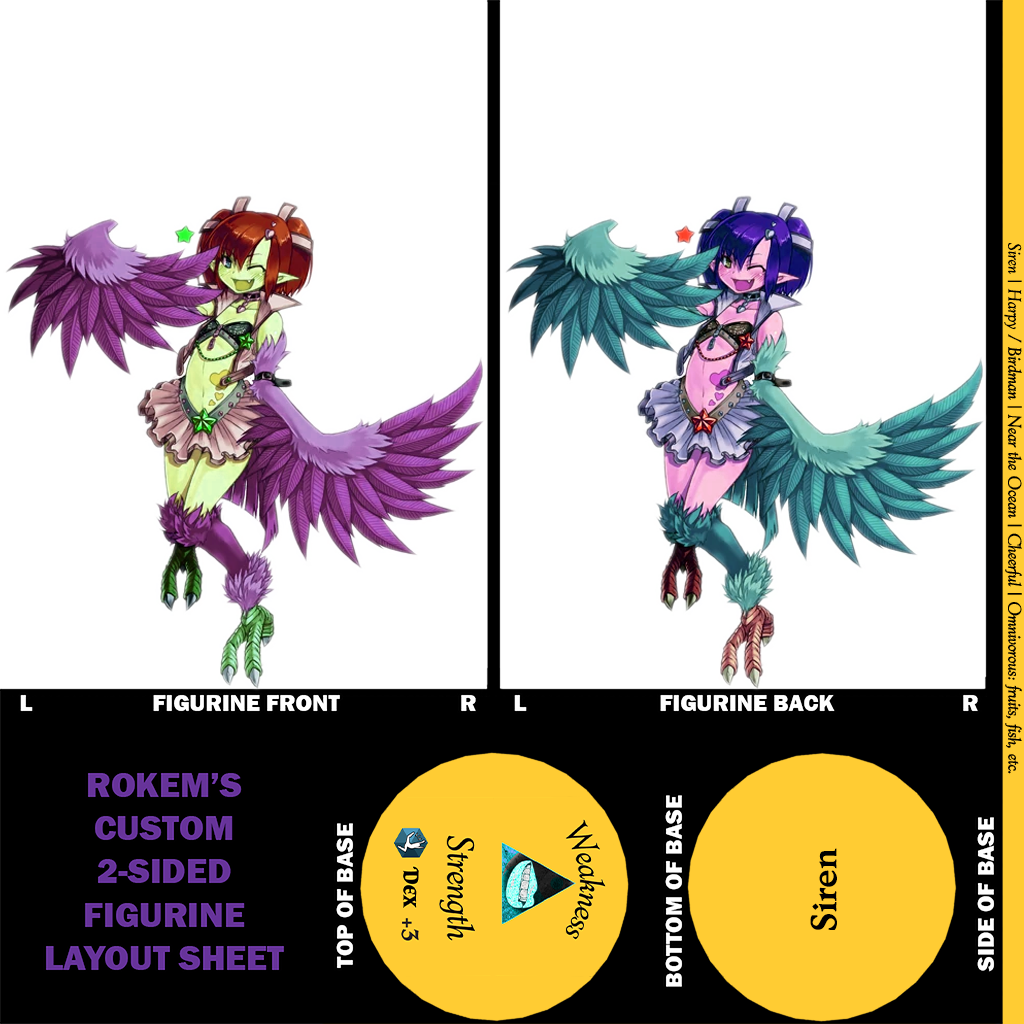 L
FIGURINE FRONT
R
L
FIGURINE BACK
R
Siren | Harpy / Birdman | Near the Ocean | Cheerful | Omnivorous: fruits, fish, etc.
ROKEM’S
CUSTOM
2-SIDED
FIGURINE
LAYOUT SHEET
TOP OF BASE
Weakness
Strength
Dex +3
BOTTOM OF BASE
Siren
SIDE OF BASE